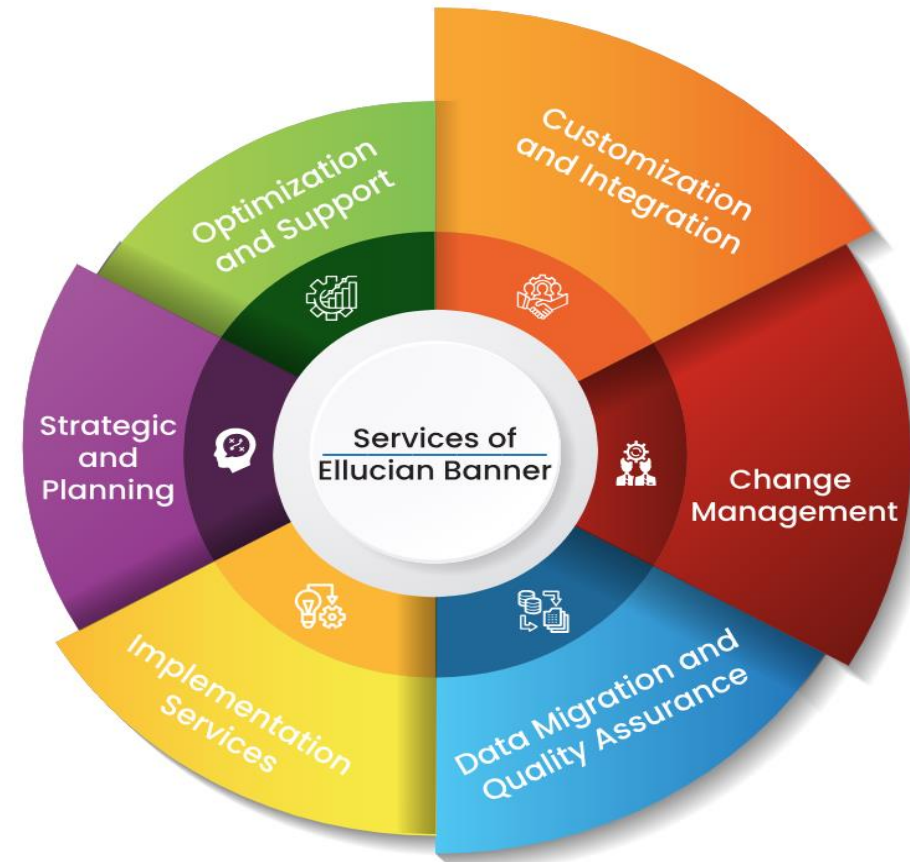 Services of
Ellucian Banner
Customization
and Integration
Change
Management
Data Migration and
Quality Assurance
Implementation
Services
Strategic
and
Planning
Optimization
and Support